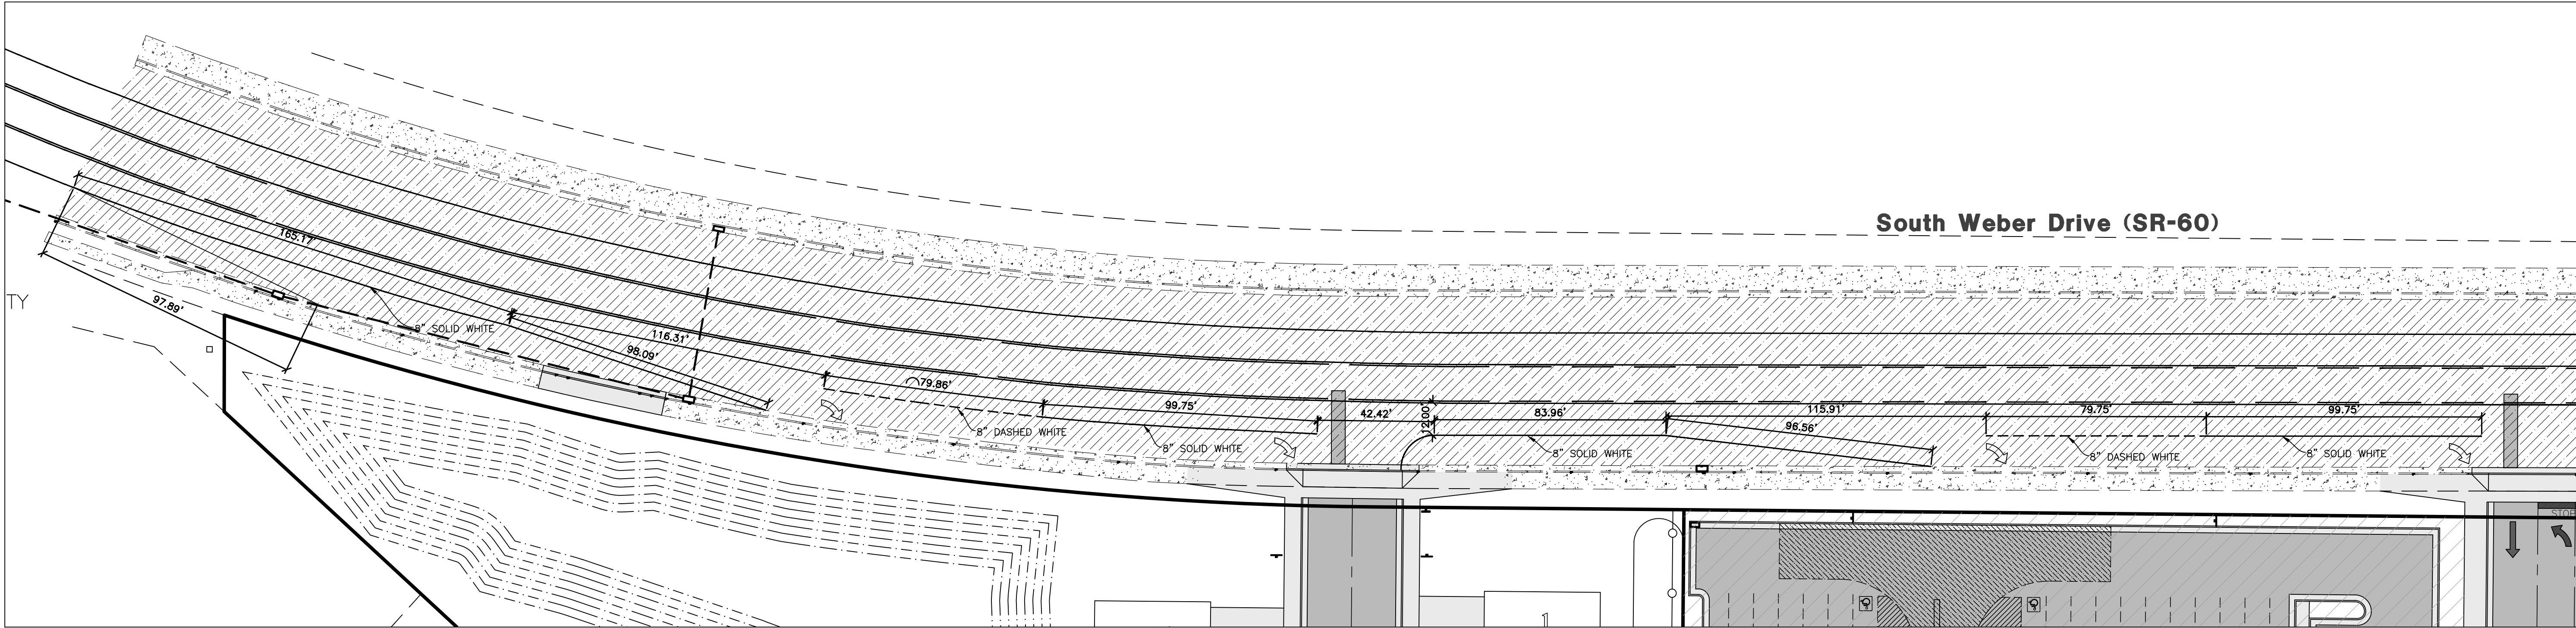 South Weber Drive (SR-60)
165.17'
TY
97.89'
8" SOLID WHITE
116.31'
98.09'
79.86'
8" DASHED WHITE
99.75'
8" SOLID WHITE
42.42'
12.00'
83.96'
8" SOLID WHITE
115.91'
96.56'
79.75'
8" DASHED WHITE
99.75'
8" SOLID WHITE
STOP
1